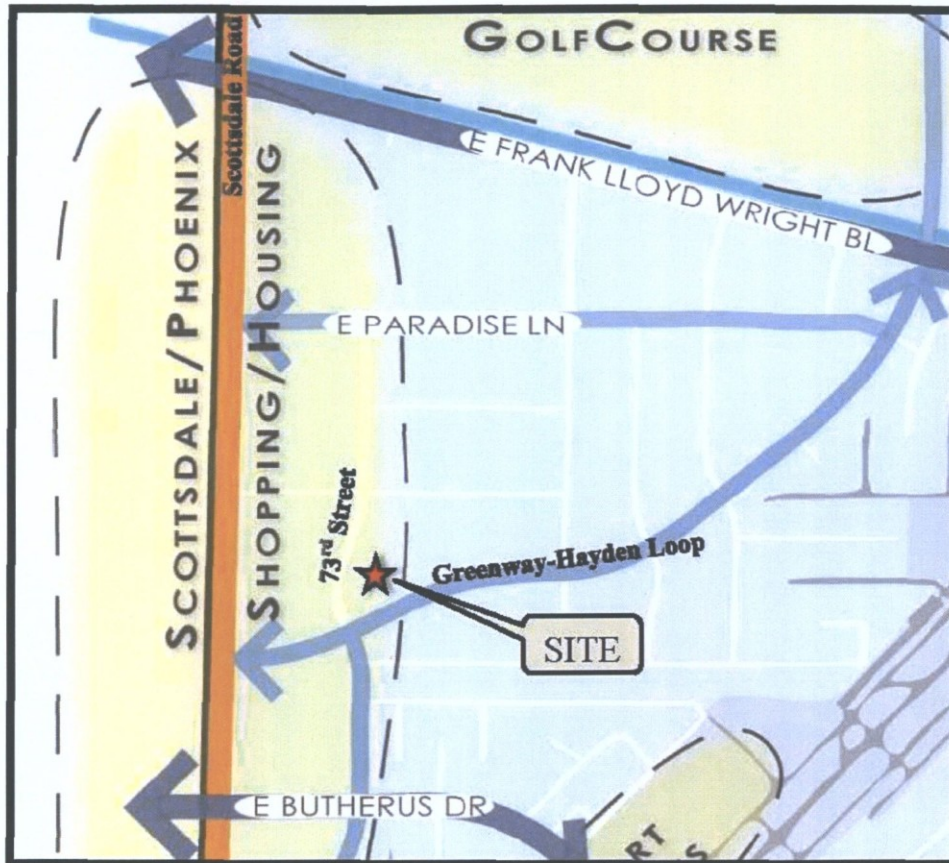 GOLFCOURSE
Scottsdale Road
E FRANK LLOYD WRIGHT BL
SCOTTSDALE/PHOENIX
SHOPPING/HOUSING
E PARADISE LN
73rd Street
Greenway-Hayden Loop
SITE
E BUTHERUS DR
RT
S